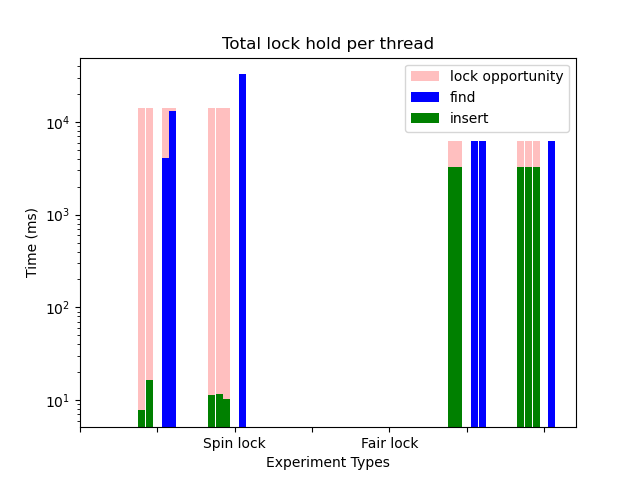 Total lock hold per thread
lock opportunity
find
insert
10⁴
10³
10²
10¹
Time (ms)
Spin lock Fair lock
Experiment Types